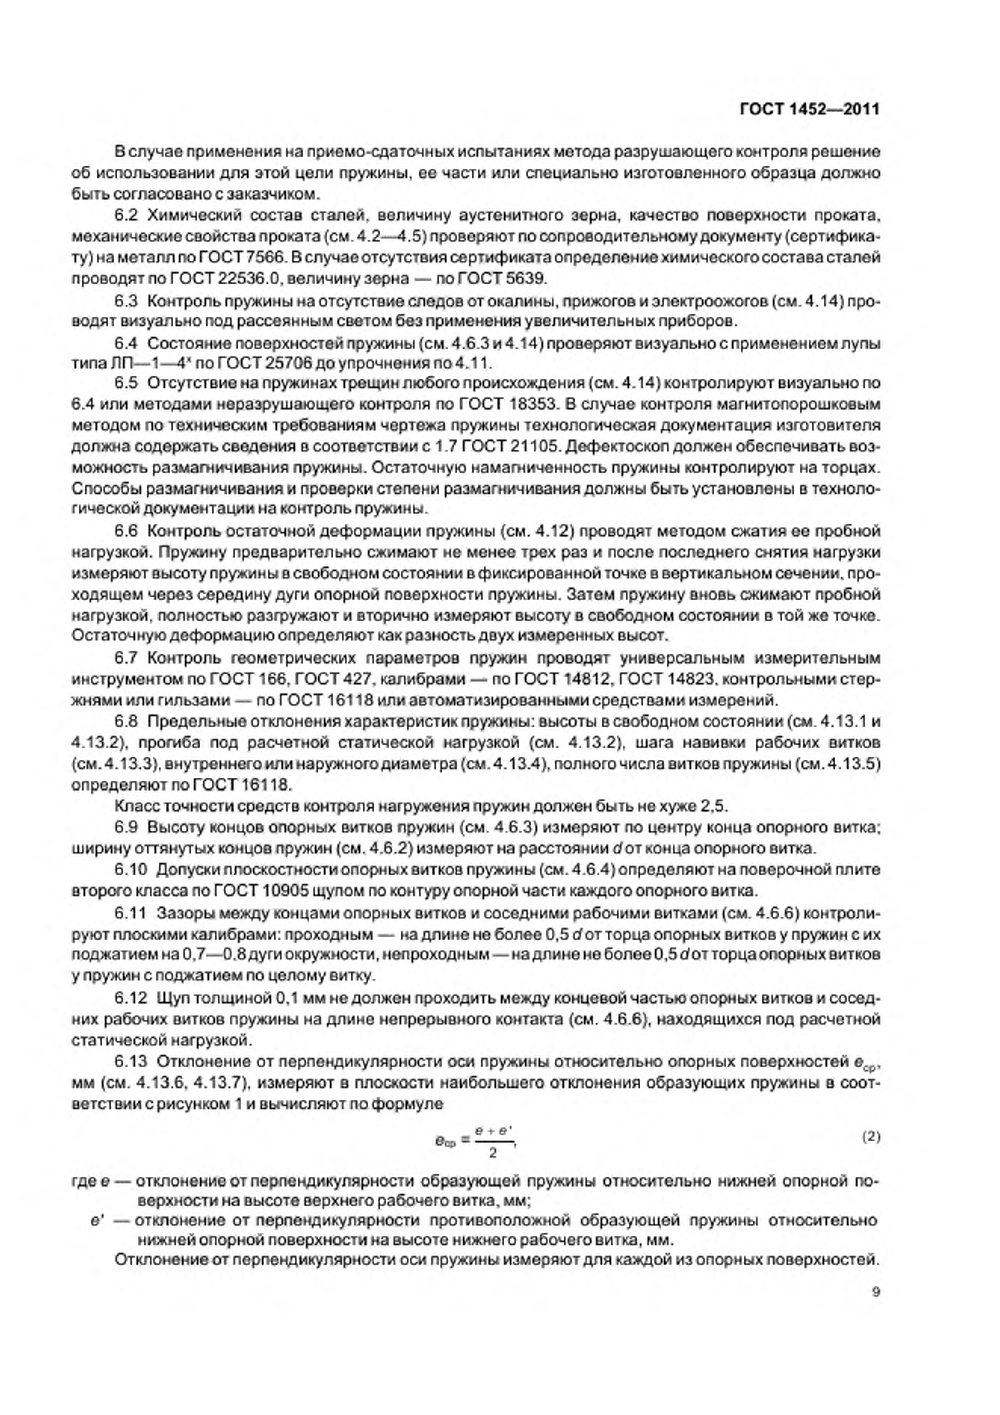 ГОСТ 1452—2011
В случае применения на приемо-сдаточных испытаниях метода разрушающего контроля решение
об использовании для этой цели пружины, ее части или специально изготовленного образца должно
быть согласовано с заказчиком.
6.2 Химический состав сталей, величину аустенитного зерна, качество поверхности проката,
механические свойства проката (см. 4.2—4.5) проверяют по сопроводительному документу (сертифика-
ту) на металл по ГОСТ 7566. В случае отсутствия сертификата определение химического состава сталей
проводят по ГОСТ 22536.0, величину зерна — по ГОСТ 5639.
6.3 Контроль пружины на отсутствие следов от окалины, прижогов и электроожогов (см. 4.14) про-
водят визуально под рассеянным светом без применения увеличительных приборов.
6.4 Состояние поверхностей пружины (см. 4.6.3 и 4.14) проверяют визуально с применением лупы
типа ЛП—1—4ˣ по ГОСТ 25706 до упрочнения по 4.11.
6.5 Отсутствие на пружинах трещин любого происхождения (см. 4.14) контролируют визуально по
6.4 или методами неразрушающего контроля по ГОСТ 18353. В случае контроля магнитопорошковым
методом по техническим требованиям чертежа пружины технологическая документация изготовителя
должна содержать сведения в соответствии с 1.7 ГОСТ 21105. Дефектоскоп должен обеспечивать воз-
можность размагничивания пружины. Остаточную намагниченность пружины контролируют на торцах.
Способы размагничивания и проверки степени размагничивания должны быть установлены в техноло-
гической документации на контроль пружины.
6.6 Контроль остаточной деформации пружины (см. 4.12) проводят методом сжатия ее пробной
нагрузкой. Пружину предварительно сжимают не менее трех раз и после последнего снятия нагрузки
измеряют высоту пружины в свободном состоянии в фиксированной точке в вертикальном сечении, про-
ходящем через середину дуги опорной поверхности пружины. Затем пружину вновь сжимают пробной
нагрузкой, полностью разгружают и вторично измеряют высоту в свободном состоянии в той же точке.
Остаточную деформацию определяют как разность двух измеренных высот.
6.7 Контроль геометрических параметров пружин проводят универсальным измерительным
инструментом по ГОСТ 166, ГОСТ 427, калибрами — по ГОСТ 14812, ГОСТ 14823, контрольными стер-
жнями или гильзами — по ГОСТ 16118 или автоматизированными средствами измерений.
6.8 Предельные отклонения характеристик пружины: высоты в свободном состоянии (см. 4.13.1 и
4.13.2), прогиба под расчетной статической нагрузкой (см. 4.13.2), шага навивки рабочих витков
(см. 4.13.3), внутреннего или наружного диаметра (см. 4.13.4), полного числа витков пружины (см. 4.13.5)
определяют по ГОСТ 16118.
Класс точности средств контроля нагружения пружин должен быть не хуже 2,5.
6.9 Высоту концов опорных витков пружин (см. 4.6.3) измеряют по центру конца опорного витка;
ширину оттянутых концов пружин (см. 4.6.2) измеряют на расстоянии d от конца опорного витка.
6.10 Допуски плоскостности опорных витков пружины (см. 4.6.4) определяют на поверочной плите
второго класса по ГОСТ 10905 щупом по контуру опорной части каждого опорного витка.
6.11 Зазоры между концами опорных витков и соседними рабочими витками (см. 4.6.6) контроли-
руют плоскими калибрами: проходным — на длине не более 0,5 d от торца опорных витков у пружин с их
поджатием на 0,7—0,8 дуги окружности, непроходным — на длине не более 0,5 d от торца опорных витков
у пружин с поджатием по целому витку.
6.12 Щуп толщиной 0,1 мм не должен проходить между концевой частью опорных витков и сосед-
них рабочих витков пружины на длине непрерывного контакта (см. 4.6.6), находящихся под расчетной
статической нагрузкой.
6.13 Отклонение от перпендикулярности оси пружины относительно опорных поверхностей eср,
мм (см. 4.13.6, 4.13.7), измеряют в плоскости наибольшего отклонения образующих пружины в соот-
ветствии с рисунком 1 и вычисляют по формуле
eср = (e + e') / 2, (2)
где e — отклонение от перпендикулярности образующей пружины относительно нижней опорной по-
верхности на высоте верхнего рабочего витка, мм;
e' — отклонение от перпендикулярности противоположной образующей пружины относительно
нижней опорной поверхности на высоте нижнего рабочего витка, мм.
Отклонение от перпендикулярности оси пружины измеряют для каждой из опорных поверхностей.
9